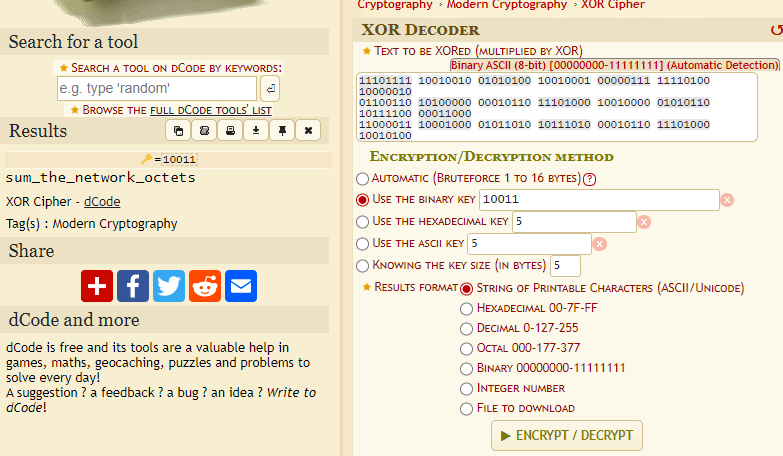 Search for a tool
★ Search a tool on dCode by keywords:
e.g. type 'random'
★ Browse the full dCode tools' list
Results
🔑=10011
sum_the_network_octets
XOR Cipher - dCode
Tag(s) : Modern Cryptography
Share
dCode and more
dCode is free and its tools are a valuable help in
games, maths, geocaching, puzzles and problems to
solve every day!
A suggestion ? a feedback ? a bug ? an idea ? Write to
dCode!
Cryptography › Modern Cryptography › XOR Cipher
XOR Decoder
★ Text to be XORed (multiplied by XOR)
Binary ASCII (8-bit) [00000000-11111111] (Automatic Detection)
11101111 10010010 01010100 10010001 00000111 11110100
10000010
01100110 10100000 00010110 11101000 10010000 01010110
10111100 00011000
11000011 10001000 01011010 10111010 00010110 11101000
10010100
Encryption/Decryption method
Automatic (Bruteforce 1 to 16 bytes) ?
Use the binary key 10011 x
Use the hexadecimal key 5 x
Use the ascii key 5 x
Knowing the key size (in bytes) 5
★ Results format String of Printable Characters (ASCII/Unicode)
Hexadecimal 00-7F-FF
Decimal 0-127-255
Octal 000-177-377
Binary 00000000-11111111
Integer number
File to download
▶ Encrypt / Decrypt